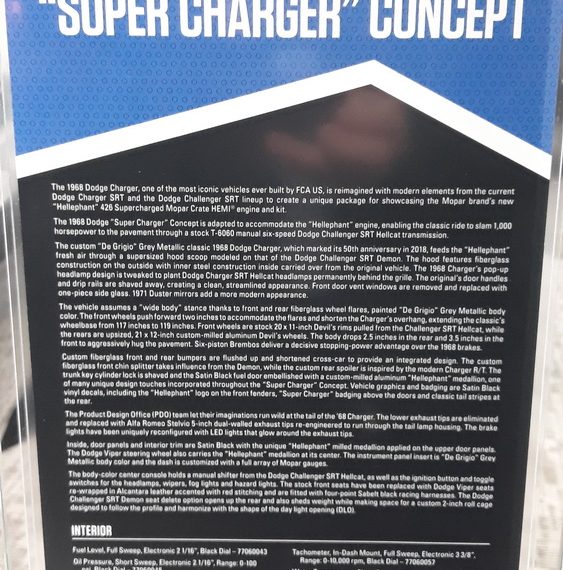 "SUPER CHARGER" CONCEPT
The 1968 Dodge Charger, one of the most iconic vehicles ever built by FCA US, is reimagined with modern elements from the current
Dodge Charger SRT and the Dodge Challenger SRT lineup to create a unique package for showcasing the Mopar brand's new
"Hellephant" 426 Supercharged Mopar Crate HEMI® engine and kit.
The 1968 Dodge "Super Charger" Concept is adapted to accommodate the "Hellephant" engine, enabling the classic ride to slam 1,000
horsepower to the pavement through a stock T-6060 manual six-speed Dodge Challenger SRT Hellcat transmission.
The custom "De Grigio" Grey Metallic classic 1968 Dodge Charger, which marked its 50th anniversary in 2018, feeds the "Hellephant"
fresh air through a supersized hood scoop modeled on that of the Dodge Challenger SRT Demon. The hood features fiberglass
construction on the outside with inner steel construction inside carried over from the original vehicle. The 1968 Charger's pop-up
headlamp design is tweaked to plant Dodge Charger SRT Hellcat headlamps permanently behind the grille. The original's door handles
and drip rails are shaved away, creating a clean, streamlined appearance. Front door vent windows are removed and replaced with
one-piece side glass. 1971 Duster mirrors add a more modern appearance.
The vehicle assumes a "wide body" stance thanks to front and rear fiberglass wheel flares, painted "De Grigio" Grey Metallic body
color. The front wheels push forward two inches to accommodate the flares and shorten the Charger's overhang, extending the classic's
wheelbase from 117 inches to 119 inches. Front wheels are stock 20 x 11-inch Devil's rims pulled from the Challenger SRT Hellcat, while
the rears are upsized, 21 x 12-inch custom-milled aluminum Devil's wheels. The body drops 2.5 inches in the rear and 3.5 inches in the
front to aggressively hug the pavement. Six-piston Brembos deliver a decisive stopping-power advantage over the 1968 brakes.
Custom fiberglass front and rear bumpers are flushed up and shortened cross-car to provide an integrated design. The custom
fiberglass front chin splitter takes influence from the Demon, while the custom rear spoiler is inspired by the modern Charger R/T. The
trunk key cylinder lock is shaved and the Satin Black fuel door embellished with a custom-milled aluminum "Hellephant" medallion, one
of many unique design touches incorporated throughout the "Super Charger" Concept. Vehicle graphics and badging are Satin Black
vinyl decals, including the "Hellephant" logo on the front fenders, "Super Charger" badging above the doors and classic tail stripes at
the rear.
The Product Design Office (PDO) team let their imaginations run wild at the tail of the '68 Charger. The lower exhaust tips are eliminated
and replaced with Alfa Romeo Stelvio 5-inch dual-walled exhaust tips re-engineered to run through the tail lamp housing. The brake
lights have been uniquely reconfigured with LED lights that glow around the exhaust tips.
Inside, door panels and interior trim are Satin Black with the unique "Hellephant" milled medallion applied on the upper door panels.
The Dodge Viper steering wheel also carries the "Hellephant" medallion at its center. The instrument panel insert is "De Grigio" Grey
Metallic body color and the dash is customized with a full array of Mopar gauges.
The body-color center console holds a manual shifter from the Dodge Challenger SRT Hellcat, as well as the ignition button and toggle
switches for the headlamps, wipers, fog lights and hazard lights. The stock front seats have been replaced with Dodge Viper seats
re-wrapped in Alcantara leather accented with red stitching and are fitted with four-point Sabelt black racing harnesses. The Dodge
Challenger SRT Demon seat delete option opens up the rear and also sheds weight while making space for a custom 2-inch roll cage
designed to follow the profile and harmonize with the shape of the day light opening (DLO).
INTERIOR
Fuel Level, Full Sweep, Electronic 2 1/16", Black Dial – 77060043
Oil Pressure, Short Sweep, Electronic 2 1/16", Range: 0-100
psi, Black Dial – 77060045
Tachometer, In-Dash Mount, Full Sweep, Electronic 3 3/8",
Range: 0-10,000 rpm, Black Dial – 77060057